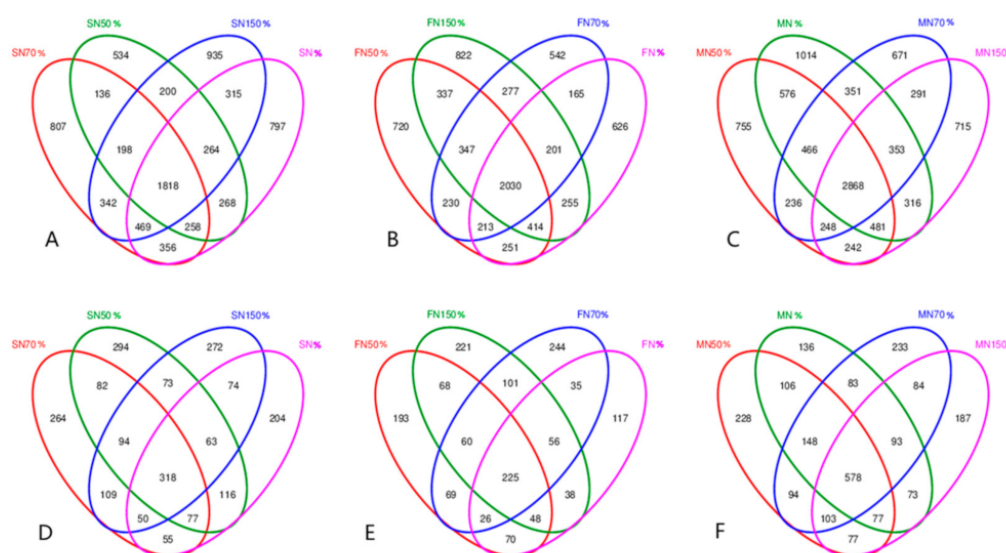 SN50% SN150%
SN70% SN%
534 935
136 200 315
807 797
198 264
1818
342 268
469 258
356
A
FN150% FN70%
FN50% FN%
822 542
337 277 165
720 626
347 201
2030
230 255
213 414
251
B
MN% MN70%
MN50% MN150
1014 671
576 351 291
755 715
466 353
2868
236 316
248 481
242
C
SN50% SN150%
SN70% SN%
294 272
82 73 74
264 204
94 63
318
109 116
50 77
55
D
FN150% FN70%
FN50% FN%
221 244
68 101 35
193 117
60 56
225
69 38
26 48
70
E
MN% MN70%
MN50% MN150
136 233
106 83 84
228 187
148 93
578
94 73
103 77
77
F